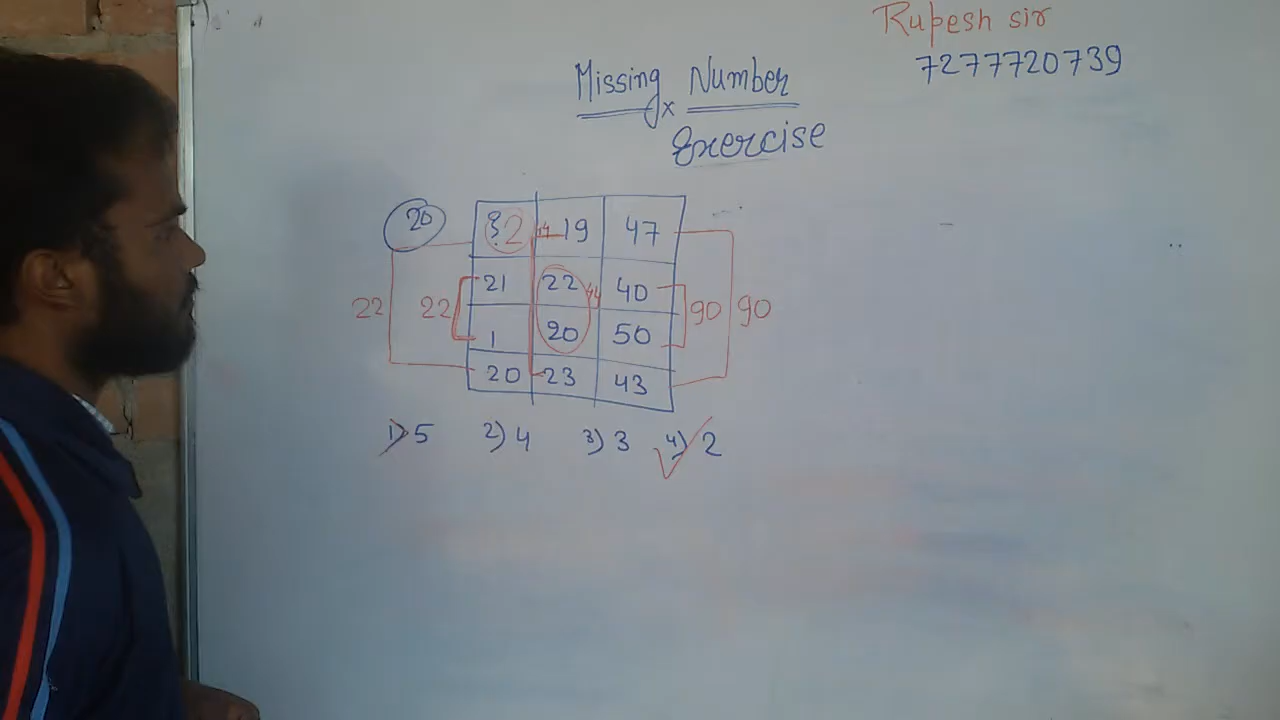 Rupesh sir
7277720739
Missing Number
Exercise
20
? 2 19 47
21 22 40
1 20 50
20 23 43
22 22 90 90
1) 5 2) 4 3) 3 4) 2